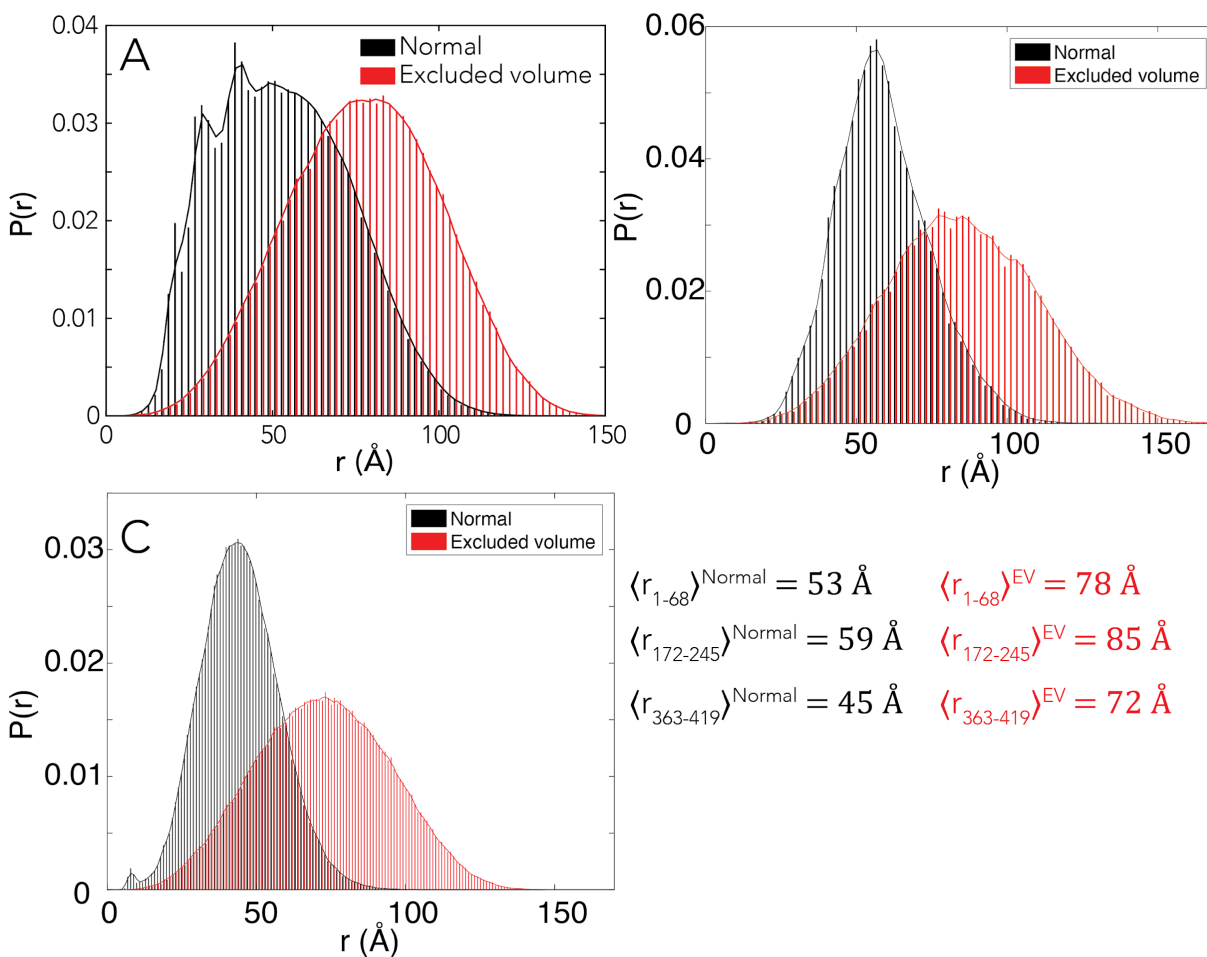 A
Normal
Excluded volume
0.04
0.03
0.02
0.01
0
P(r)
0 50 100 150
r (Å)
Normal
Excluded volume
0.06
0.04
0.02
0
P(r)
0 50 100 150
r (Å)
C
Normal
Excluded volume
0.03
0.02
0.01
0
P(r)
0 50 100 150
r (Å)
⟨r₁₋₆₈⟩ᴺᵒʳᵐᵃˡ = 53 Å ⟨r₁₋₆₈⟩ᴱⱽ = 78 Å
⟨r₁₇₂₋₂₄₅⟩ᴺᵒʳᵐᵃˡ = 59 Å ⟨r₁₇₂₋₂₄₅⟩ᴱⱽ = 85 Å
⟨r₃₆₃₋₄₁₉⟩ᴺᵒʳᵐᵃˡ = 45 Å ⟨r₃₆₃₋₄₁₉⟩ᴱⱽ = 72 Å